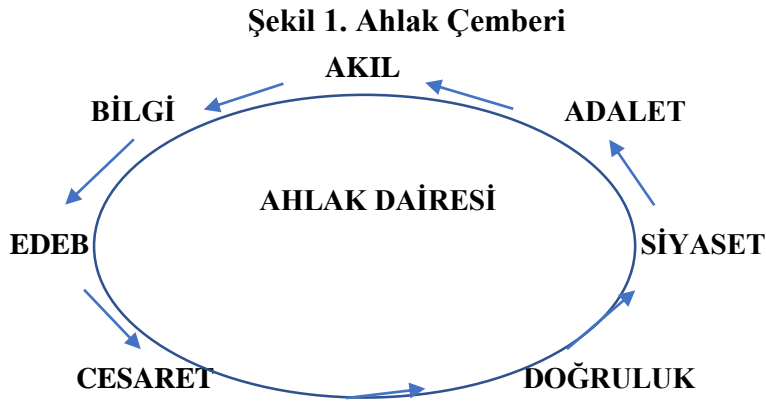 Şekil 1. Ahlak Çemberi
AKIL
BİLGİ
ADALET
AHLAK DAİRESİ
EDEB
SİYASET
CESARET
DOĞRULUK